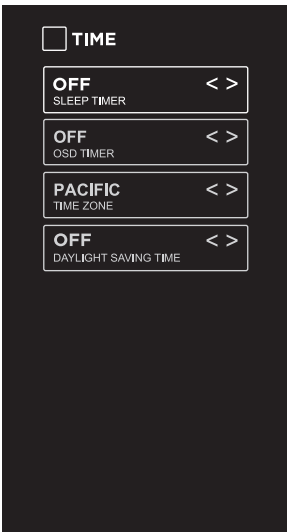 TIME
OFF < >
SLEEP TIMER
OFF < >
OSD TIMER
PACIFIC < >
TIME ZONE
OFF < >
DAYLIGHT SAVING TIME